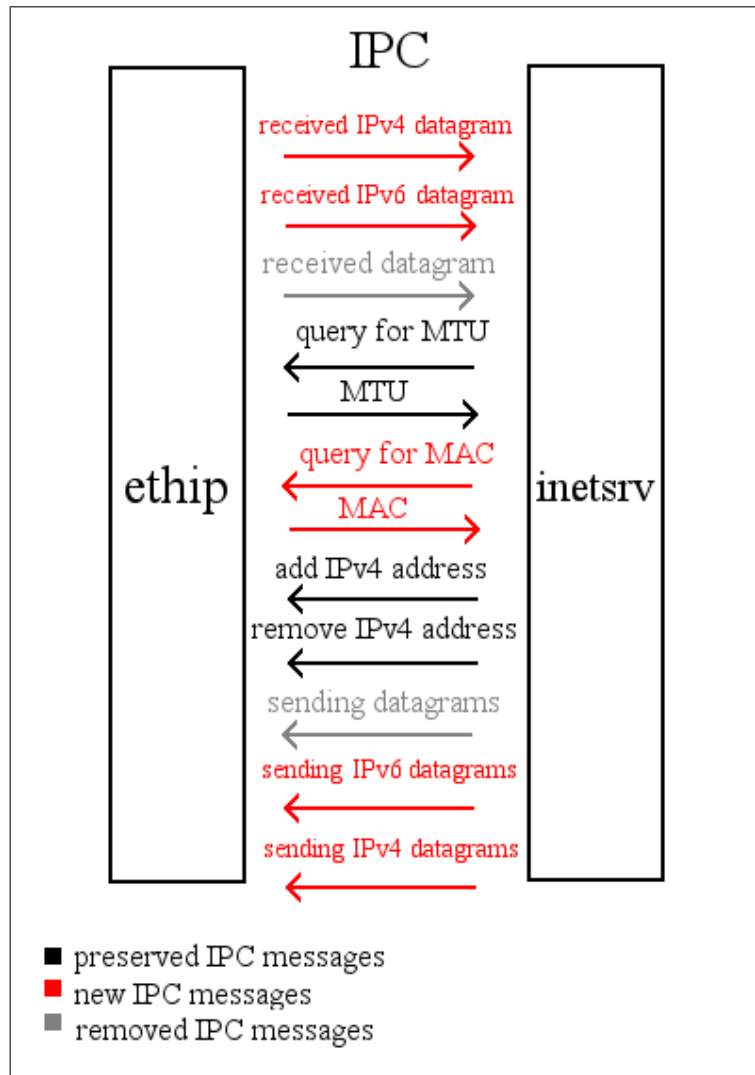 IPC
received IPv4 datagram
received IPv6 datagram
received datagram
query for MTU
MTU
query for MAC
ethip
inetsrv
MAC
add IPv4 address
remove IPv4 address
sending datagrams
sending IPv6 datagrams
sending IPv4 datagrams
preserved IPC messages
new IPC messages
removed IPC messages